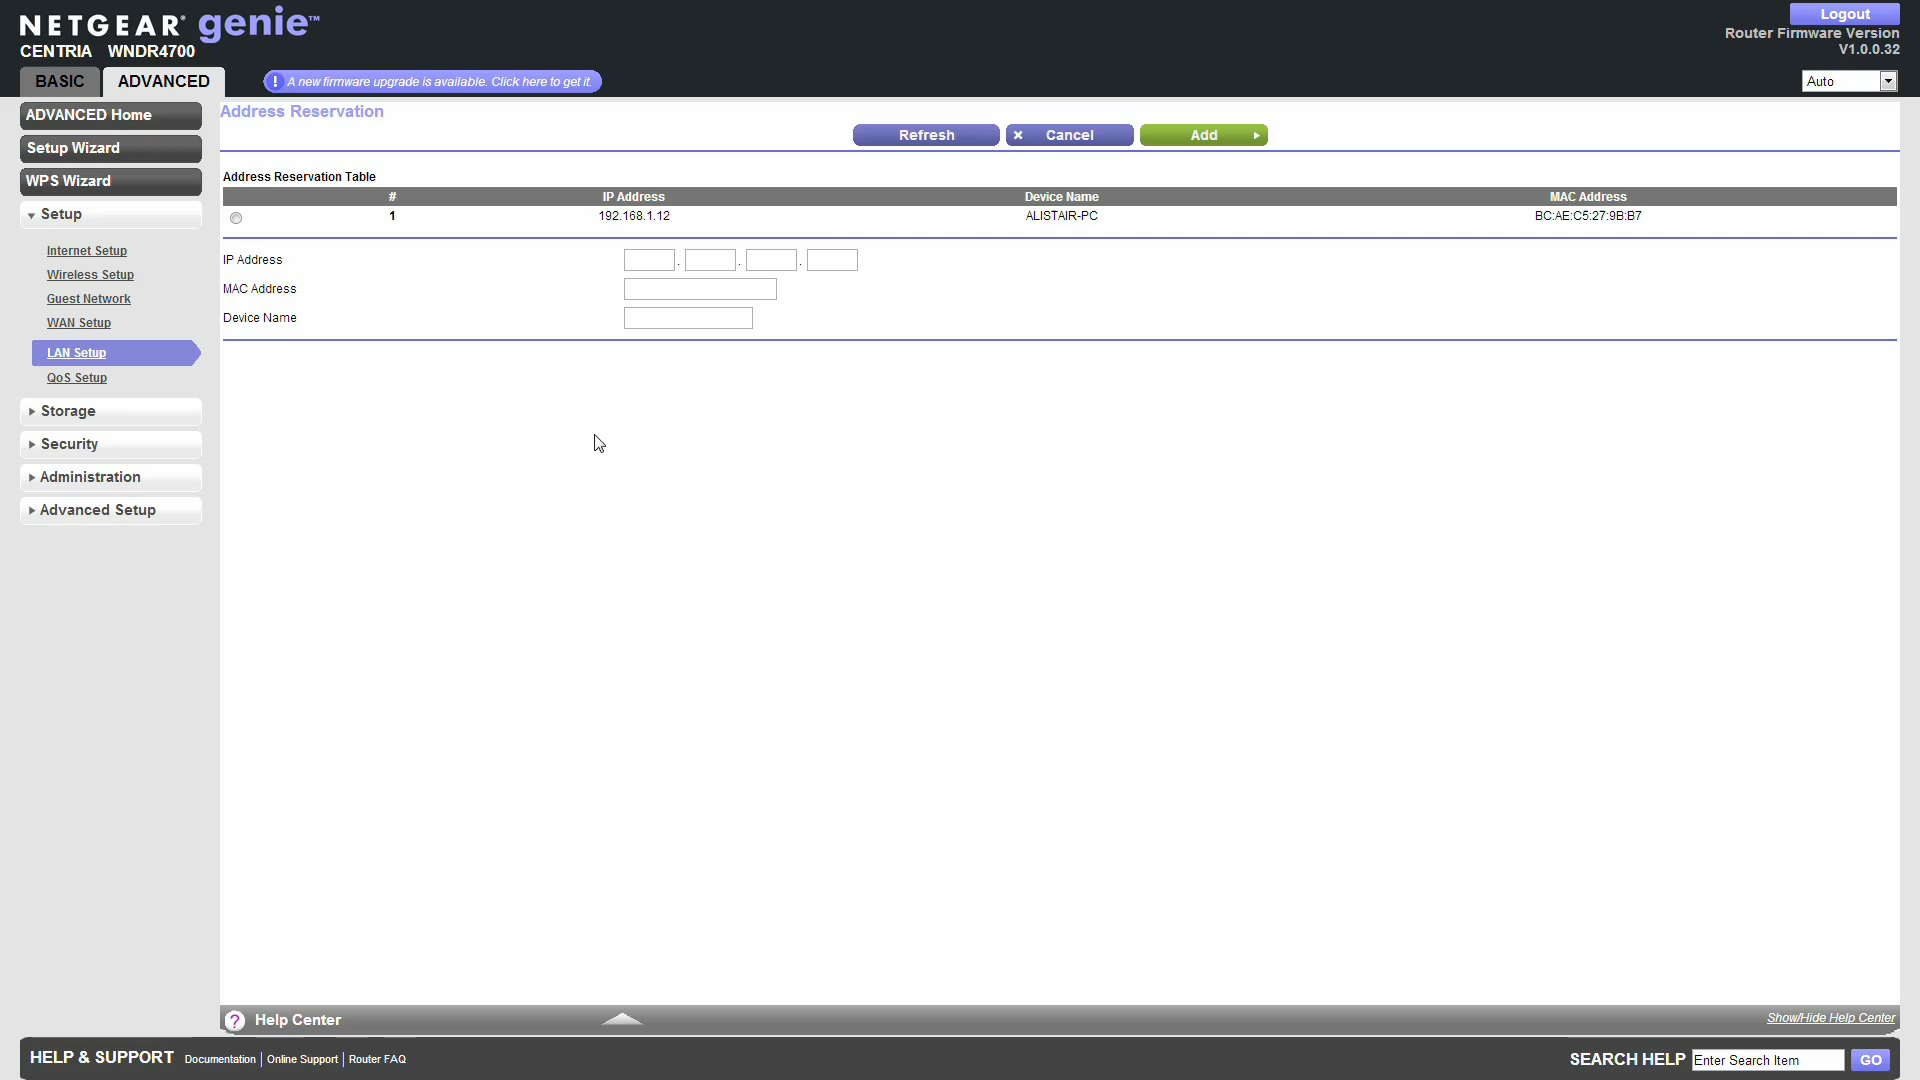 NETGEAR® genie™
CENTRIA WNDR4700
Logout
Router Firmware Version
V1.0.0.32
BASIC
ADVANCED
! A new firmware upgrade is available. Click here to get it.
Auto
ADVANCED Home
Setup Wizard
WPS Wizard
Setup
Internet Setup
Wireless Setup
Guest Network
WAN Setup
LAN Setup
QoS Setup
Storage
Security
Administration
Advanced Setup
Address Reservation
Refresh
Cancel
Add
Address Reservation Table
# IP Address Device Name MAC Address
1 192.168.1.12 ALISTAIR-PC BC:AE:C5:27:9B:B7
IP Address . . .
MAC Address
Device Name
? Help Center
Show/Hide Help Center
HELP & SUPPORT Documentation | Online Support | Router FAQ
SEARCH HELP Enter Search Item GO